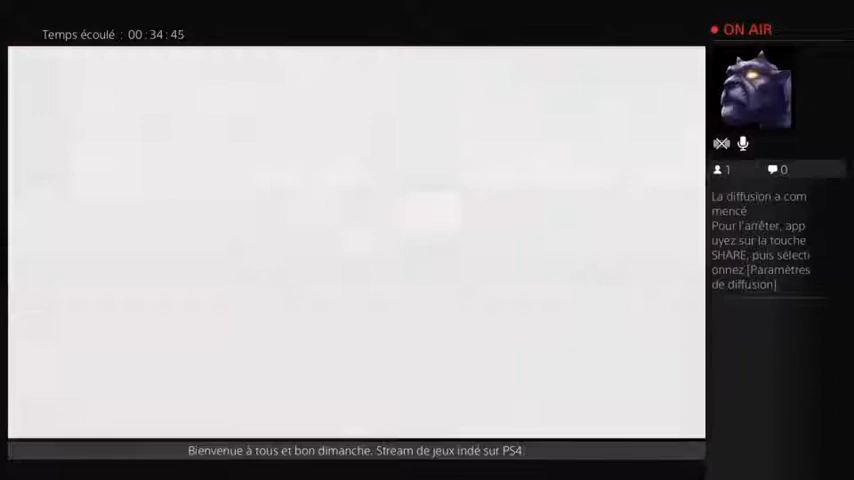 Temps écoulé : 00:34:45
ON AIR
1 0
La diffusion a com
mencé
Pour l'arrêter, app
uyez sur la touche
SHARE, puis sélecti
onnez [Paramètres
de diffusion]
Bienvenue à tous et bon dimanche. Stream de jeux indé sur PS4.